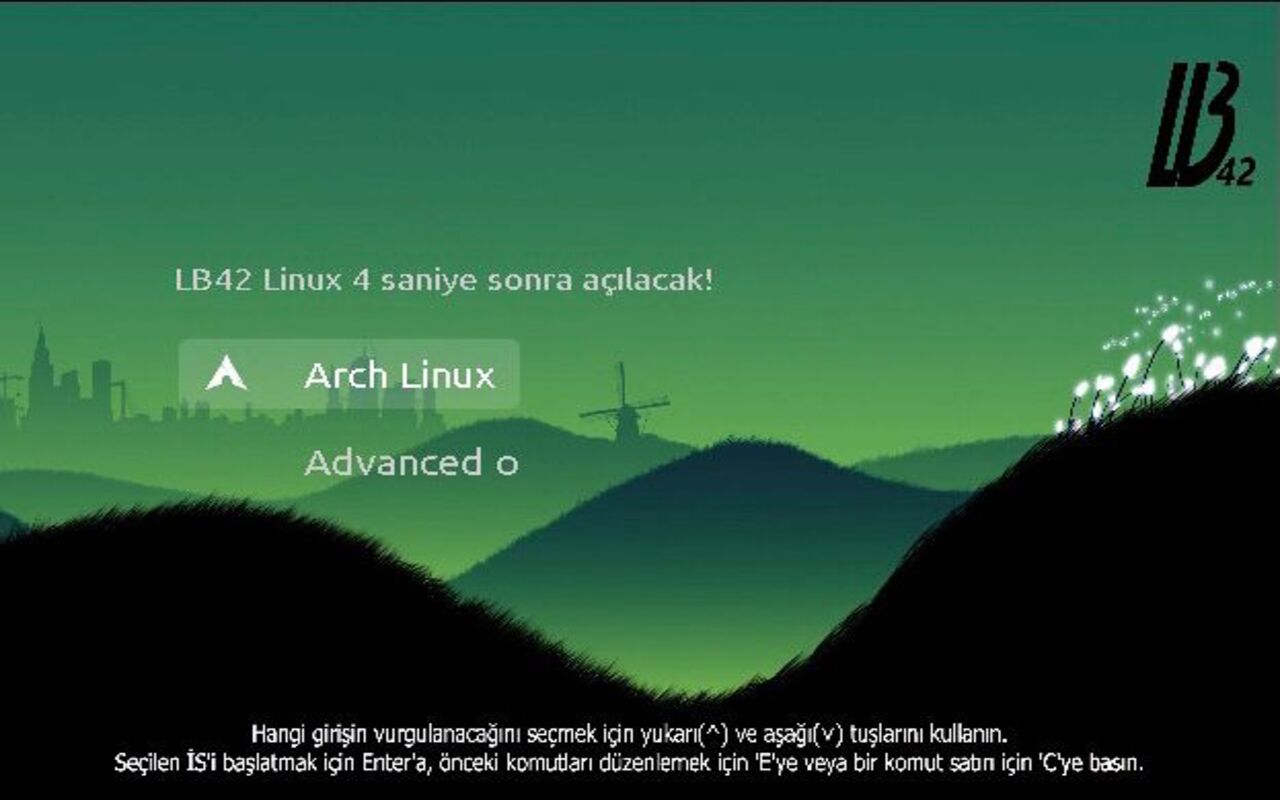 LB42
LB42 Linux 4 saniye sonra açılacak!
Arch Linux
Advanced o
Hangi girişin vurgulanacağını seçmek için yukarı(^) ve aşağı(v) tuşlarını kullanın.
Seçilen İS'i başlatmak için Enter'a, önceki komutları düzenlemek için 'E'ye veya bir komut satırı için 'C'ye basın.